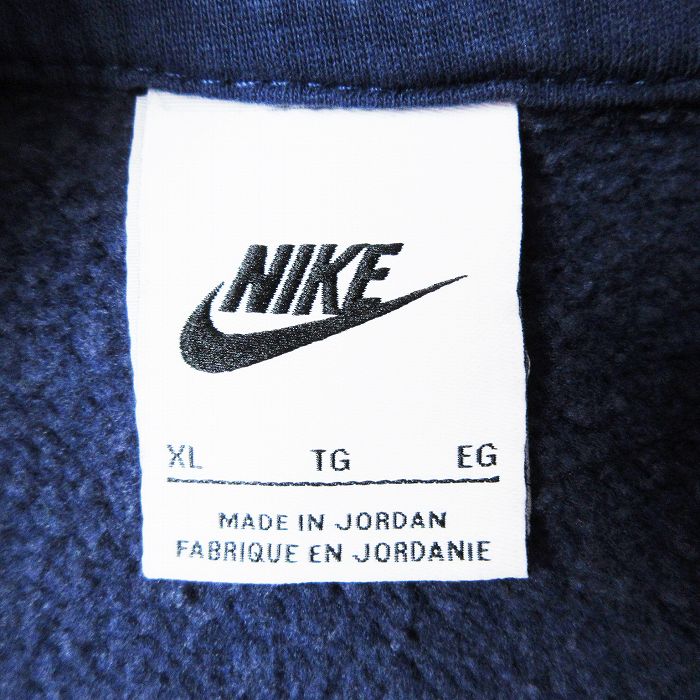 NIKE
XL TG EG
MADE IN JORDAN
FABRIQUE EN JORDANIE